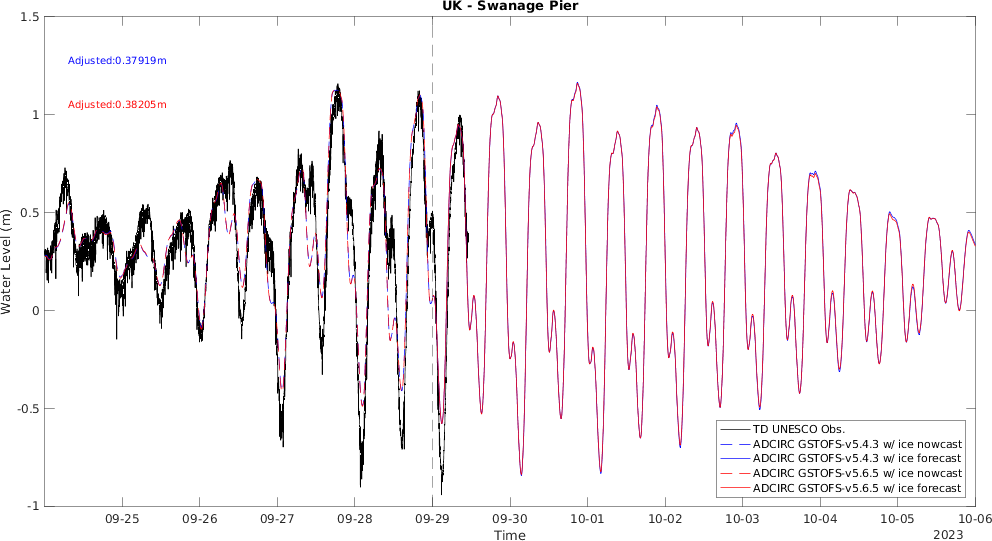 UK - Swanage Pier
Adjusted:0.37919m
Adjusted:0.38205m
Water Level (m)
1.5
1
0.5
0
-0.5
-1
TD UNESCO Obs.
ADCIRC GSTOFS-v5.4.3 w/ ice nowcast
ADCIRC GSTOFS-v5.4.3 w/ ice forecast
ADCIRC GSTOFS-v5.6.5 w/ ice nowcast
ADCIRC GSTOFS-v5.6.5 w/ ice forecast
09-25 09-26 09-27 09-28 09-29 09-30 10-01 10-02 10-03 10-04 10-05 10-06
Time
2023